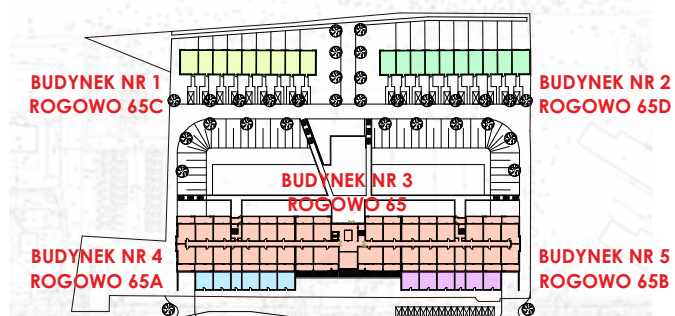 BUDYNEK NR 1
ROGOWO 65C
BUDYNEK NR 2
ROGOWO 65D
BUDYNEK NR 3
ROGOWO 65
BUDYNEK NR 4
ROGOWO 65A
BUDYNEK NR 5
ROGOWO 65B